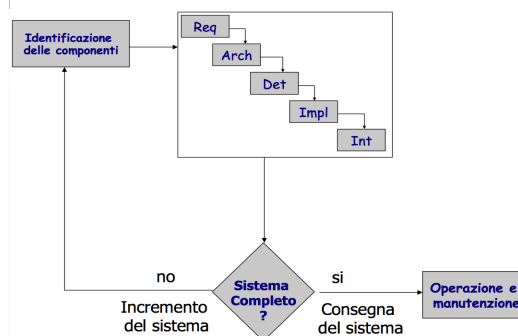 Identificazione
delle componenti
Req
Arch
Det
Impl
Int
Sistema
Completo
?
no
Incremento
del sistema
si
Consegna
del sistema
Operazione e
manutenzione